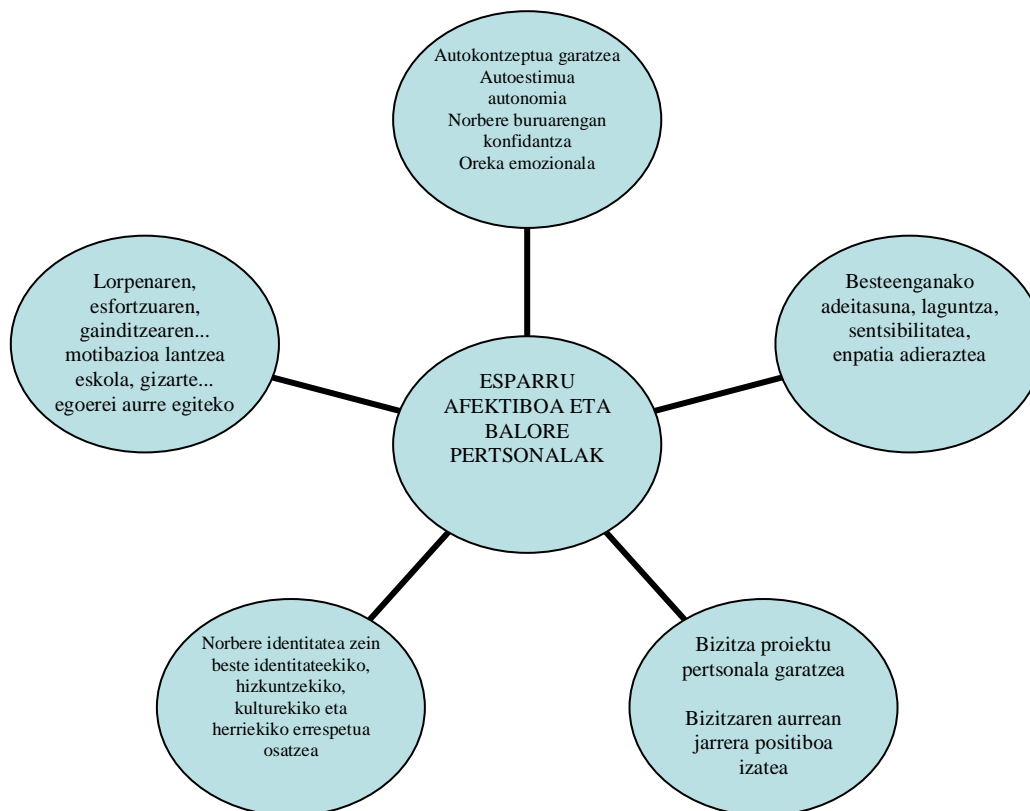 Autokontzeptua garatzea
Autoestimua
autonomia
Norbere buruarengan
konfidantza
Oreka emozionala
Lorpenaren,
esfortzuaren,
gainditzearen...
motibazioa lantzea
eskola, gizarte...
egoerei aurre egiteko
Besteenganako
adeitasuna, laguntza,
sentsibilitatea,
enpatia adieraztea
ESPARRU
AFEKTIBOA ETA
BALORE
PERTSONALAK
Norbere identitatea zein
beste identitateekiko,
hizkuntzekiko,
kulturekiko eta
herriekiko errespetua
osatzea
Bizitza proiektu
pertsonala garatzea
Bizitzaren aurrean
jarrera positiboa
izatea